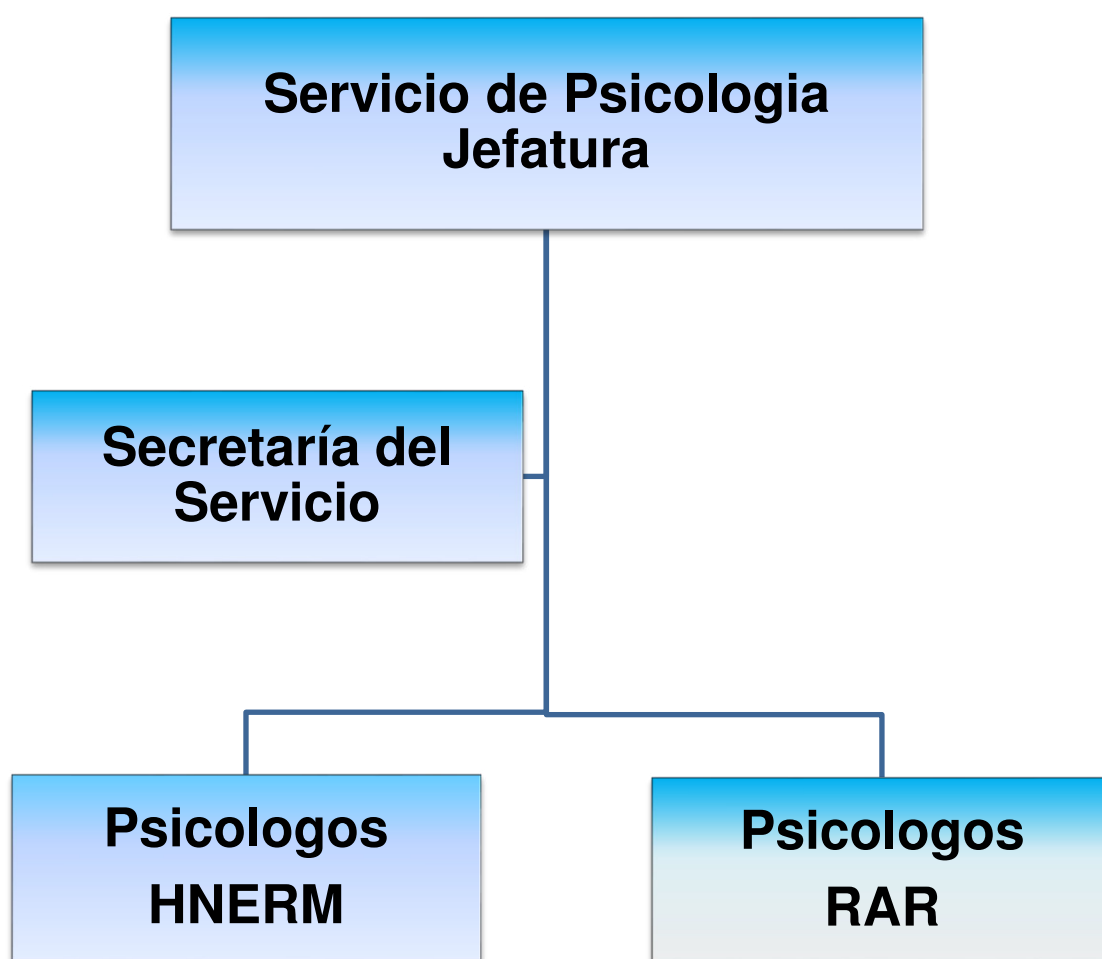 Servicio de Psicologia
Jefatura
Secretaría del
Servicio
Psicologos
HNERM
Psicologos
RAR